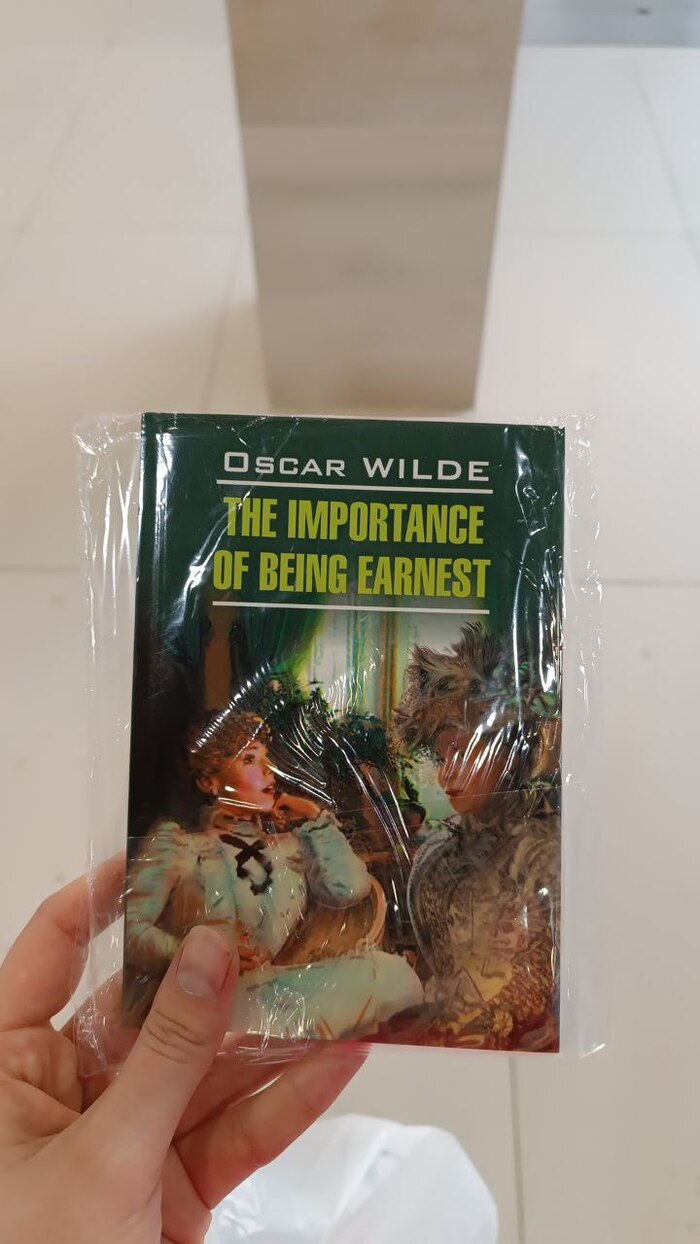 OSCAR WILDE
THE IMPORTANCE
OF BEING EARNEST